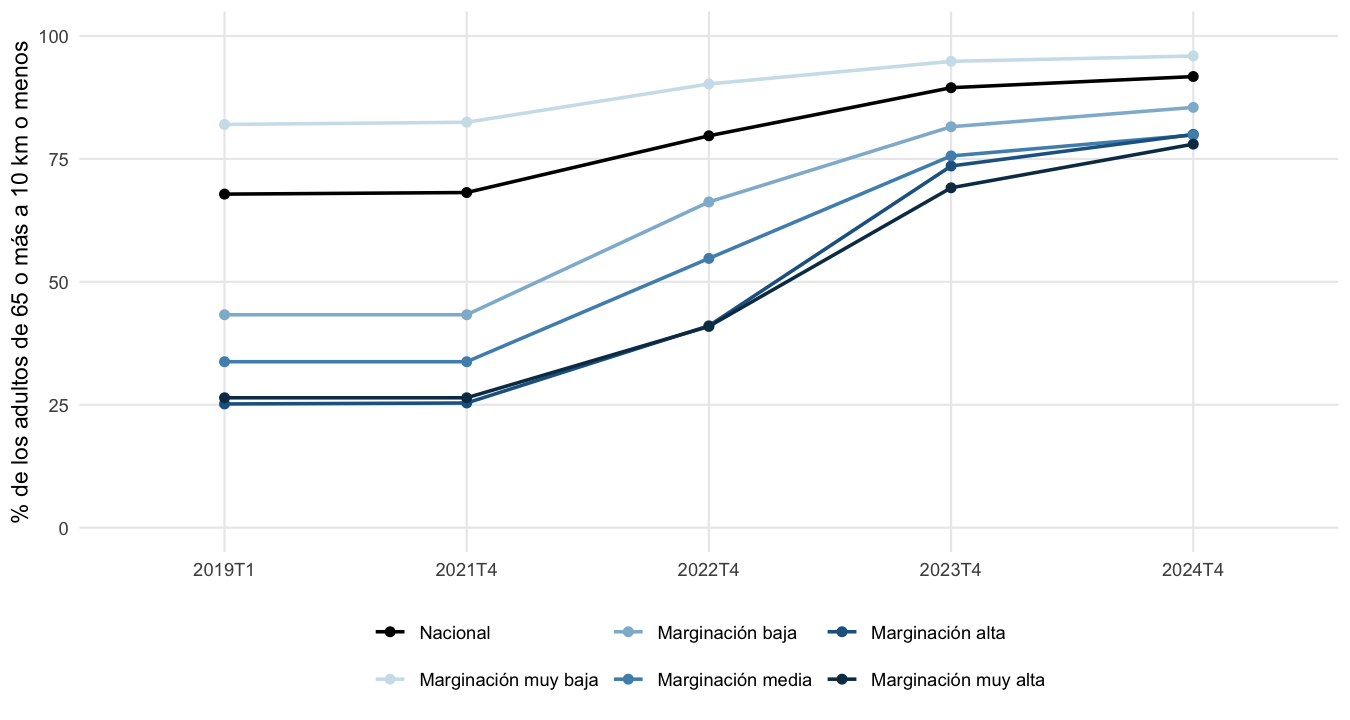 % de los adultos de 65 o más a 10 km o menos
100
75
50
25
0
2019T1 2021T4 2022T4 2023T4 2024T4
Nacional Marginación baja Marginación alta
Marginación muy baja Marginación media Marginación muy alta